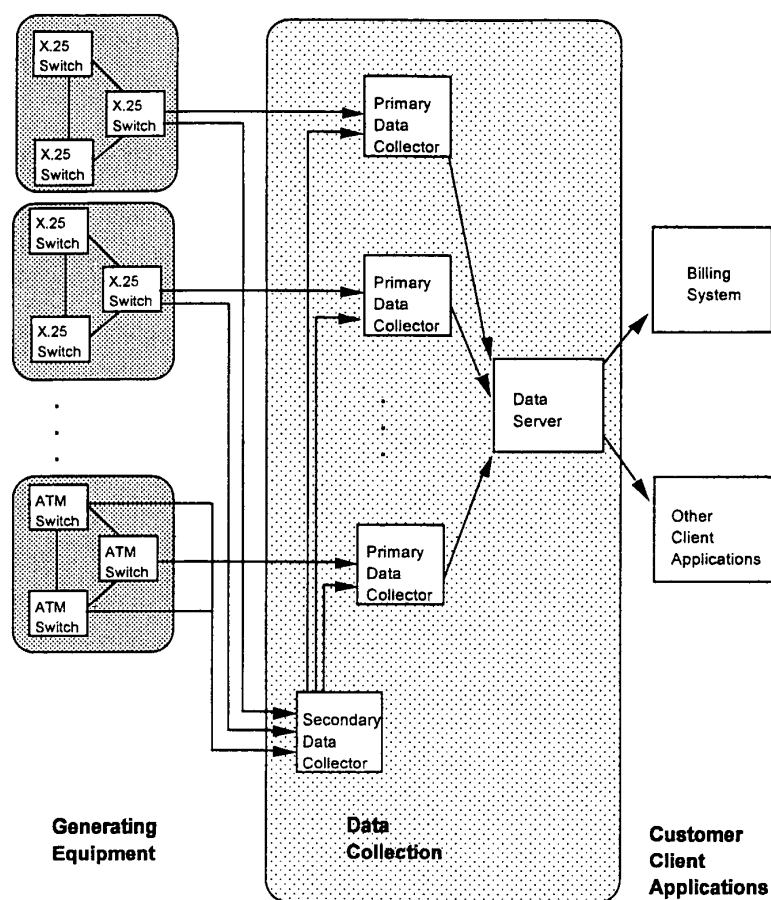 X.25
Switch
X.25
Switch
X.25
Switch
Primary
Data
Collector
X.25
Switch
X.25
Switch
X.25
Switch
Primary
Data
Collector
Billing
System
Data
Server
ATM
Switch
ATM
Switch
ATM
Switch
Primary
Data
Collector
Other
Client
Applications
Secondary
Data
Collector
Generating
Equipment
Data
Collection
Customer
Client
Applications